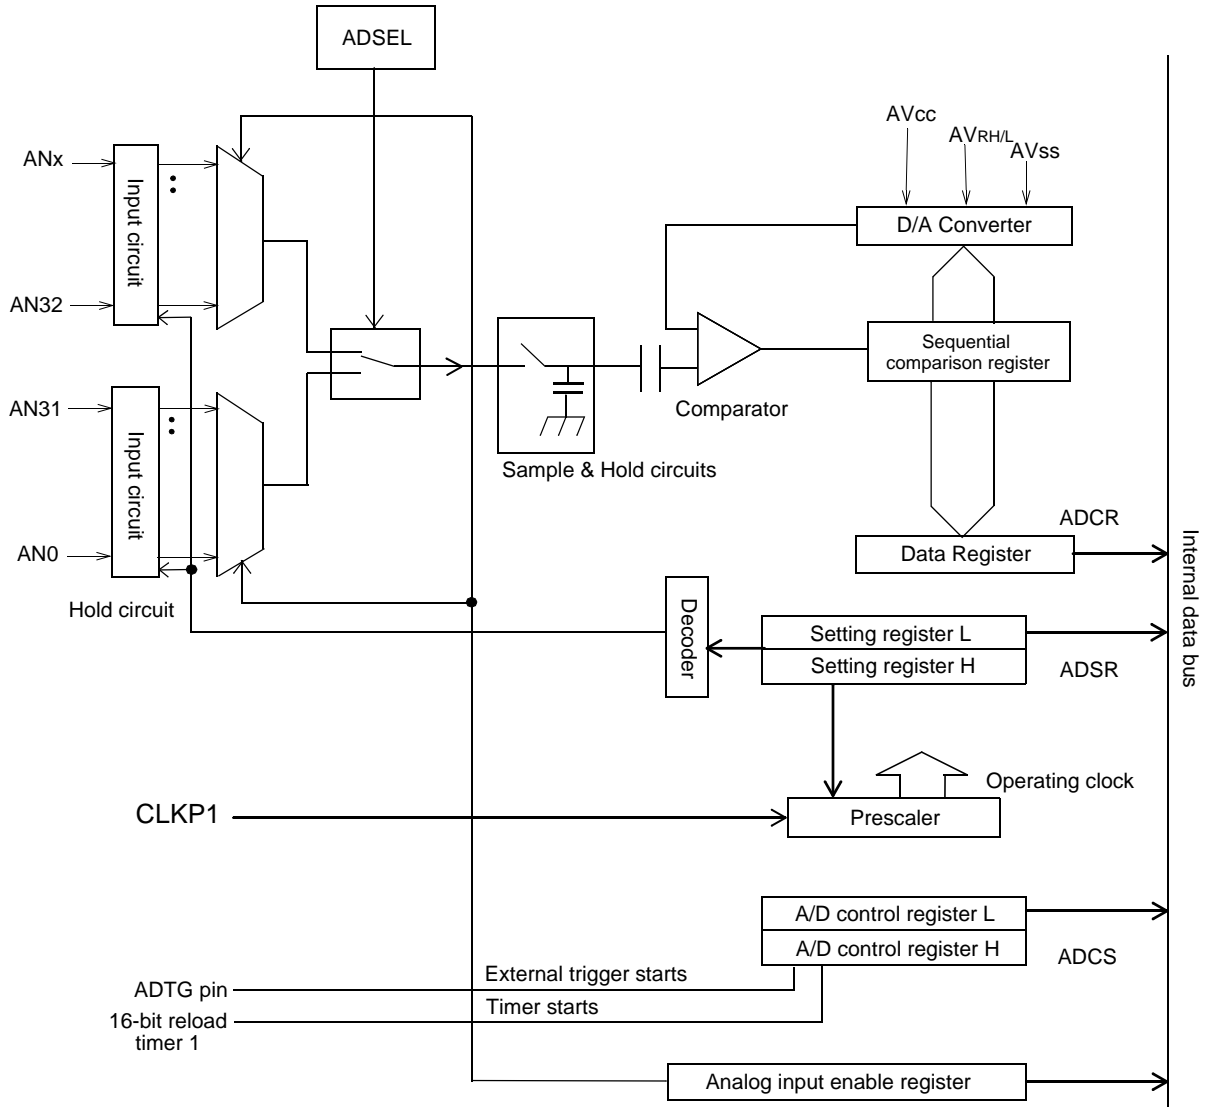 ADSEL
AVcc
AVRH/L
AVss
ANx
Input circuit
AN32
D/A Converter
Sequential
comparison register
AN31
Input circuit
AN0
Hold circuit
Comparator
Sample & Hold circuits
ADCR
Data Register
Internal data bus
Decoder
Setting register L
Setting register H
ADSR
Operating clock
CLKP1
Prescaler
A/D control register L
A/D control register H
ADCS
External trigger starts
ADTG pin
Timer starts
16-bit reload
timer 1
Analog input enable register